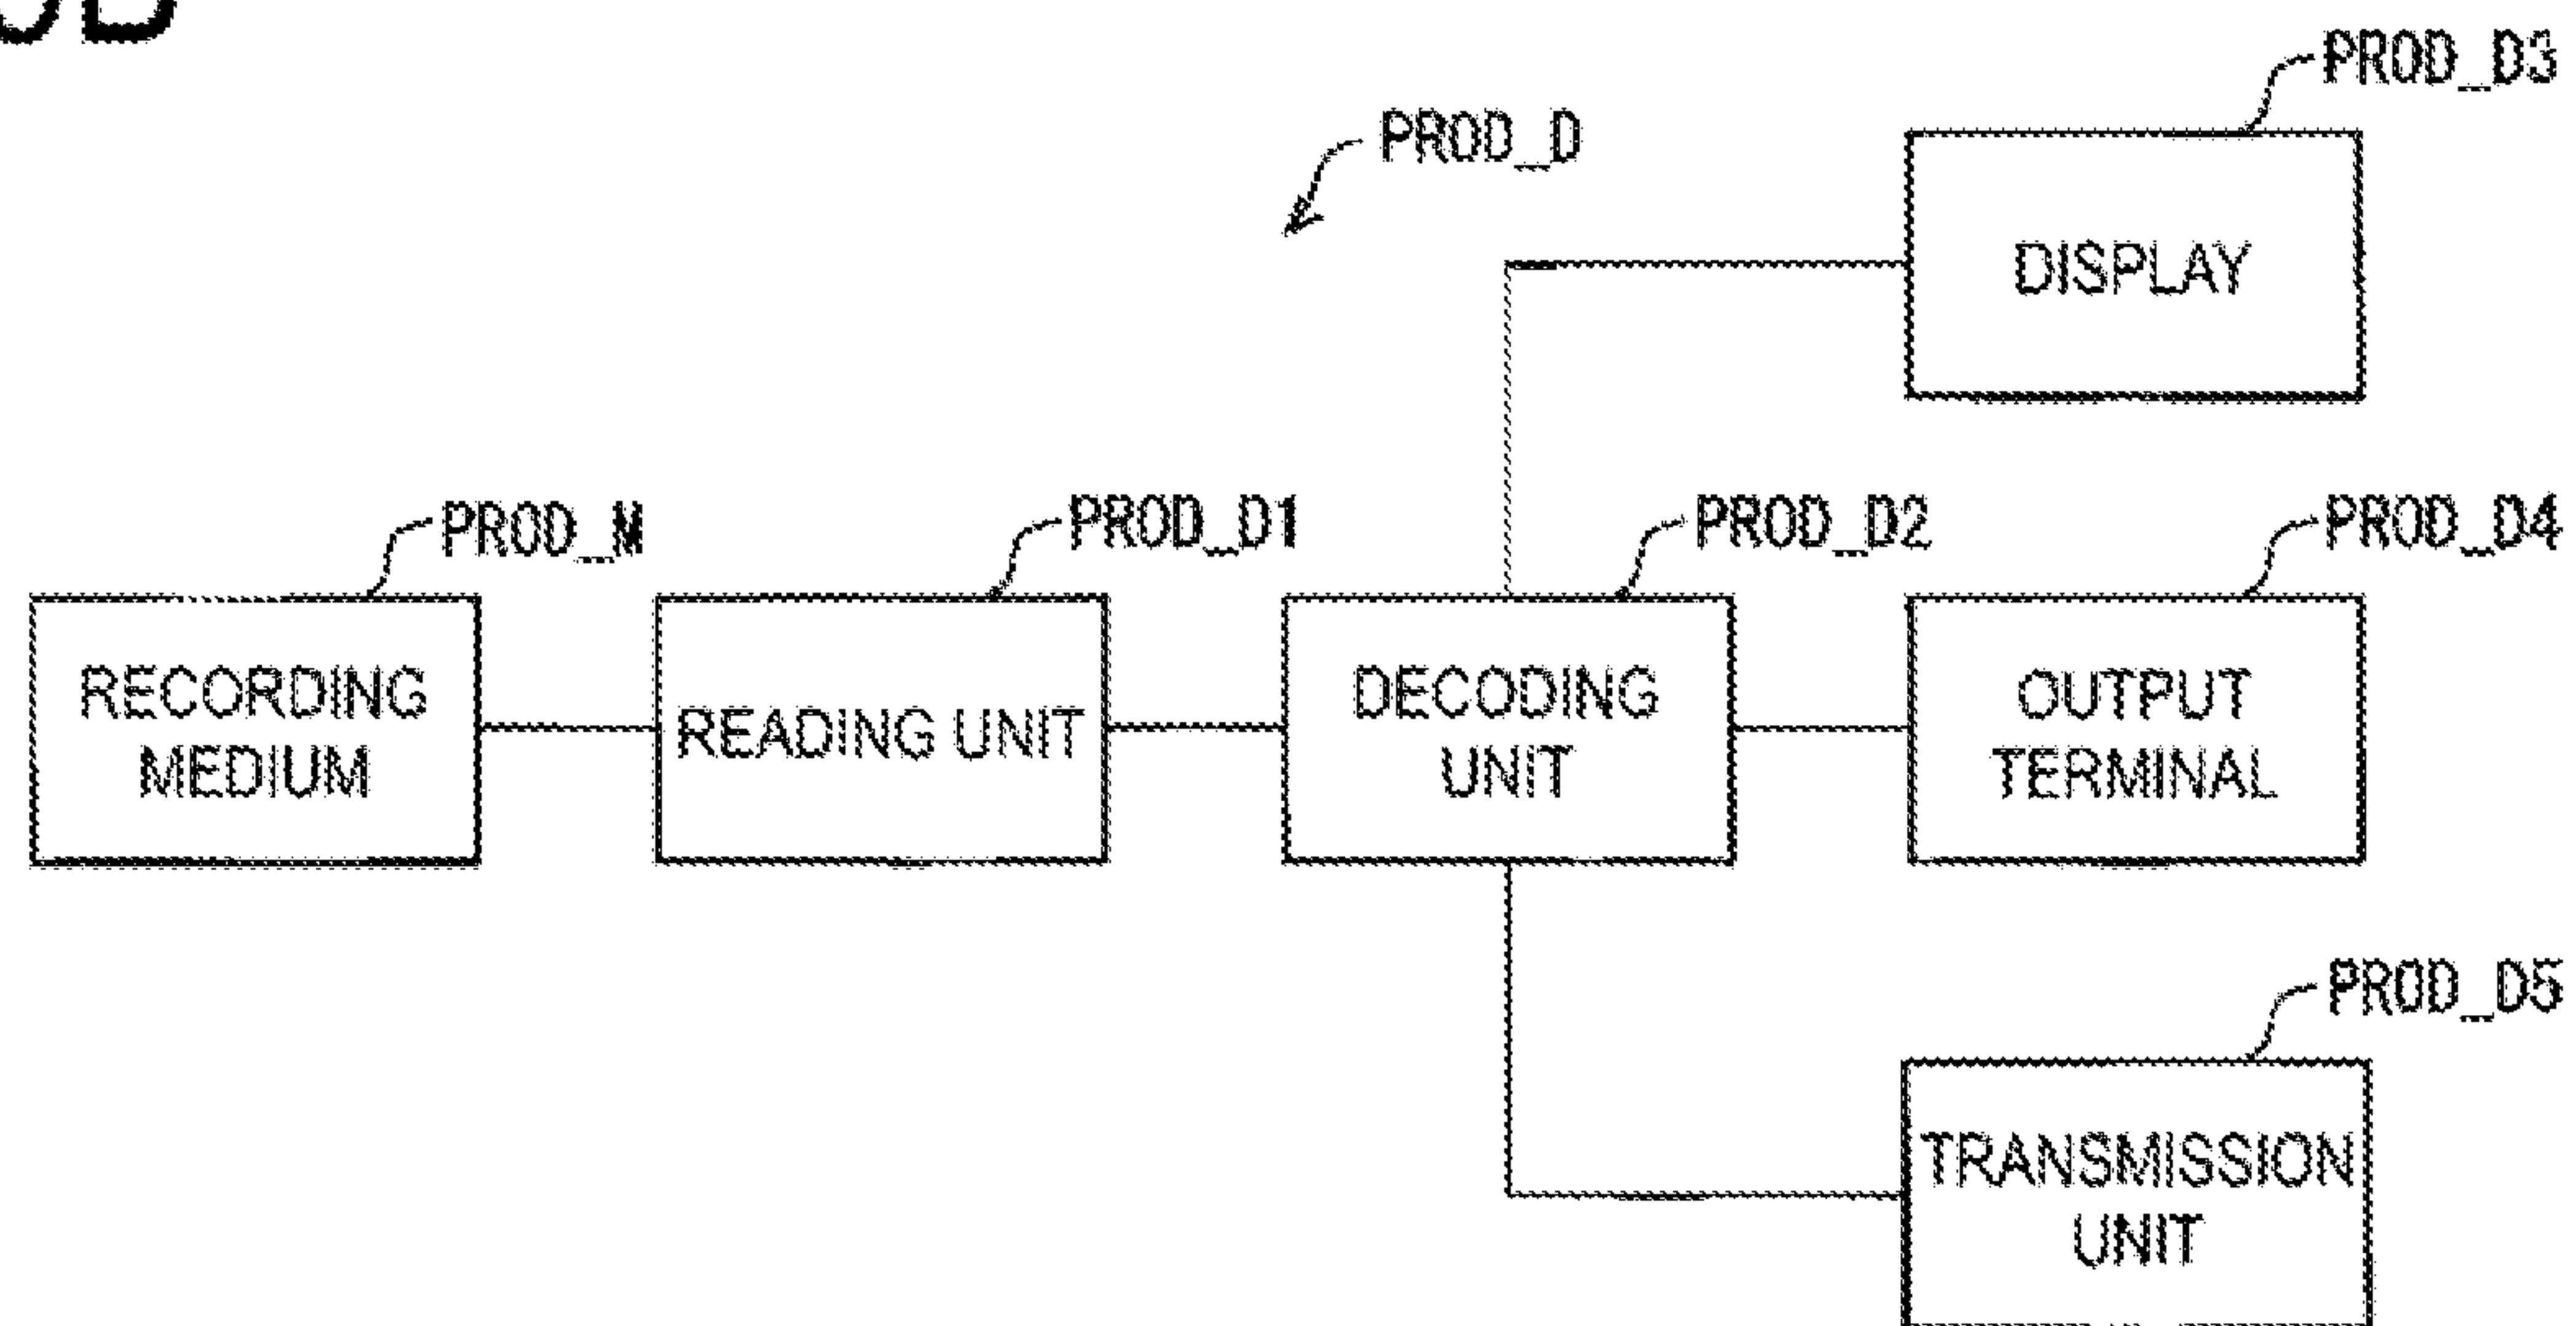 PROD_D3
PROD_D
DISPLAY
PROD_M
PROD_D1
PROD_D2
PROD_D4
RECORDING
MEDIUM
READING UNIT
DECODING
UNIT
OUTPUT
TERMINAL
PROD_D5
TRANSMISSION
UNIT